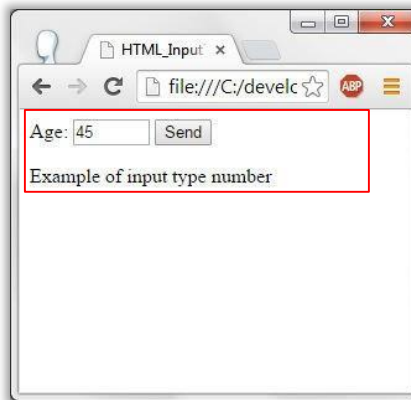 HTML_Input
file:///C:/develc
ABP
Age: 45 Send
Example of input type number